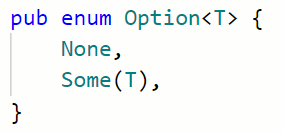 pub enum Option<T> {
    None,
    Some(T),
}